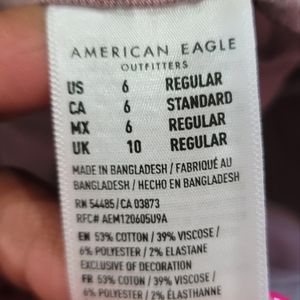 AMERICAN EAGLE
OUTFITTERS
US 6 REGULAR
CA 6 STANDARD
MX 6 REGULAR
UK 10 REGULAR
MADE IN BANGLADESH / FABRIQUÉ AU
BANGLADESH / HECHO EN BANGLADESH
RN 54485/CA 03873
RFC# AEM120605U9A
EN 53% COTTON / 39% VISCOSE /
6% POLYESTER / 2% ELASTANE
EXCLUSIVE OF DECORATION
FR 53% COTON / 39% VISCOSE /
6% POLYESTER / 2% ÉLASTHANNE